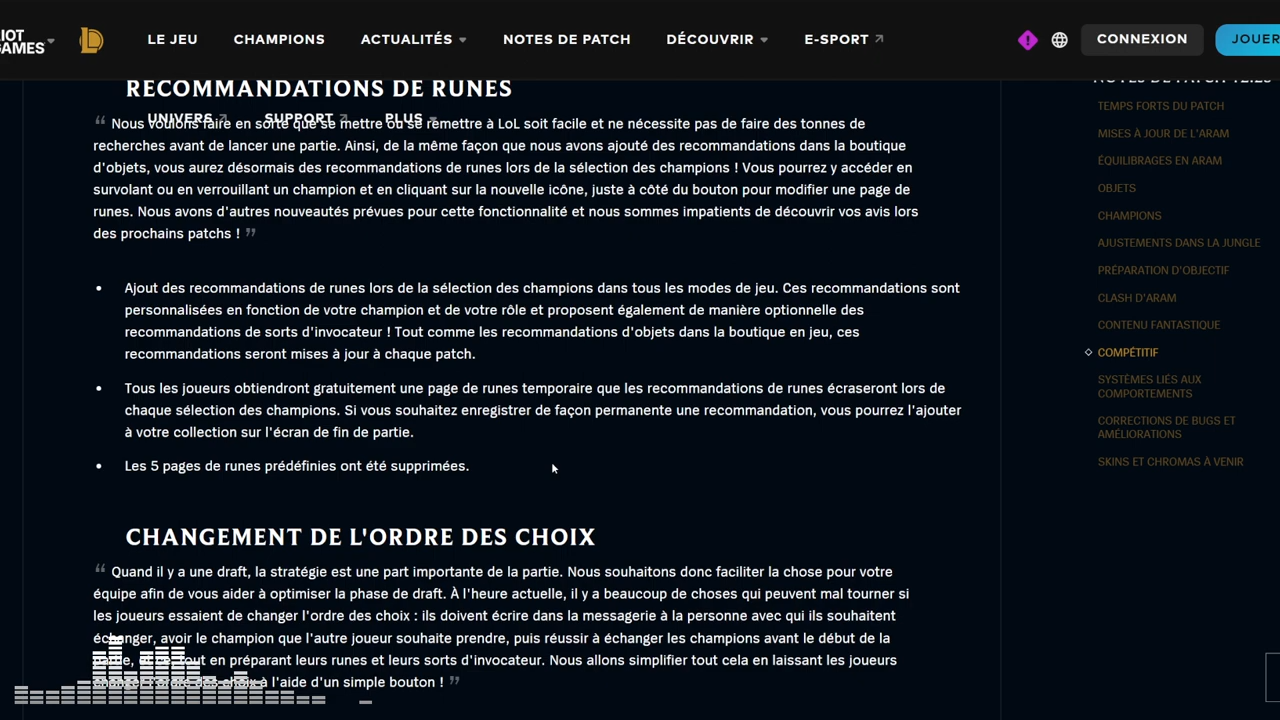 RIOT
GAMES
LE JEU
CHAMPIONS
ACTUALITÉS
NOTES DE PATCH
DÉCOUVRIR
E-SPORT
CONNEXION
JOUER
UNIVERS
SUPPORT
PLUS
RECOMMANDATIONS DE RUNES
“ Nous voulons faire en sorte que se mettre ou se remettre à LoL soit facile et ne nécessite pas de faire des tonnes de
recherches avant de lancer une partie. Ainsi, de la même façon que nous avons ajouté des recommandations dans la boutique
d'objets, vous aurez désormais des recommandations de runes lors de la sélection des champions ! Vous pourrez y accéder en
survolant ou en verrouillant un champion et en cliquant sur la nouvelle icône, juste à côté du bouton pour modifier une page de
runes. Nous avons d'autres nouveautés prévues pour cette fonctionnalité et nous sommes impatients de découvrir vos avis lors
des prochains patchs ! ”
• Ajout des recommandations de runes lors de la sélection des champions dans tous les modes de jeu. Ces recommandations sont
personnalisées en fonction de votre champion et de votre rôle et proposent également de manière optionnelle des
recommandations de sorts d'invocateur ! Tout comme les recommandations d'objets dans la boutique en jeu, ces
recommandations seront mises à jour à chaque patch.
• Tous les joueurs obtiendront gratuitement une page de runes temporaire que les recommandations de runes écraseront lors de
chaque sélection des champions. Si vous souhaitez enregistrer de façon permanente une recommandation, vous pourrez l'ajouter
à votre collection sur l'écran de fin de partie.
• Les 5 pages de runes prédéfinies ont été supprimées.
CHANGEMENT DE L'ORDRE DES CHOIX
“ Quand il y a une draft, la stratégie est une part importante de la partie. Nous souhaitons donc faciliter la chose pour votre
équipe afin de vous aider à optimiser la phase de draft. À l'heure actuelle, il y a beaucoup de choses qui peuvent mal tourner si
les joueurs essaient de changer l'ordre des choix : ils doivent écrire dans la messagerie à la personne avec qui ils souhaitent
échanger, avoir le champion que l'autre joueur souhaite prendre, puis réussir à échanger les champions avant le début de la
partie, et ce, tout en préparant leurs runes et leurs sorts d'invocateur. Nous allons simplifier tout cela en laissant les joueurs
changer l'ordre des choix à l'aide d'un simple bouton ! ”
NOTES DE PATCH 12.23
TEMPS FORTS DU PATCH
MISES À JOUR DE L'ARAM
ÉQUILIBRAGES EN ARAM
OBJETS
CHAMPIONS
AJUSTEMENTS DANS LA JUNGLE
PRÉPARATION D'OBJECTIF
CLASH D'ARAM
CONTENU FANTASTIQUE
COMPÉTITIF
SYSTÈMES LIÉS AUX
COMPORTEMENTS
CORRECTIONS DE BUGS ET
AMÉLIORATIONS
SKINS ET CHROMAS À VENIR